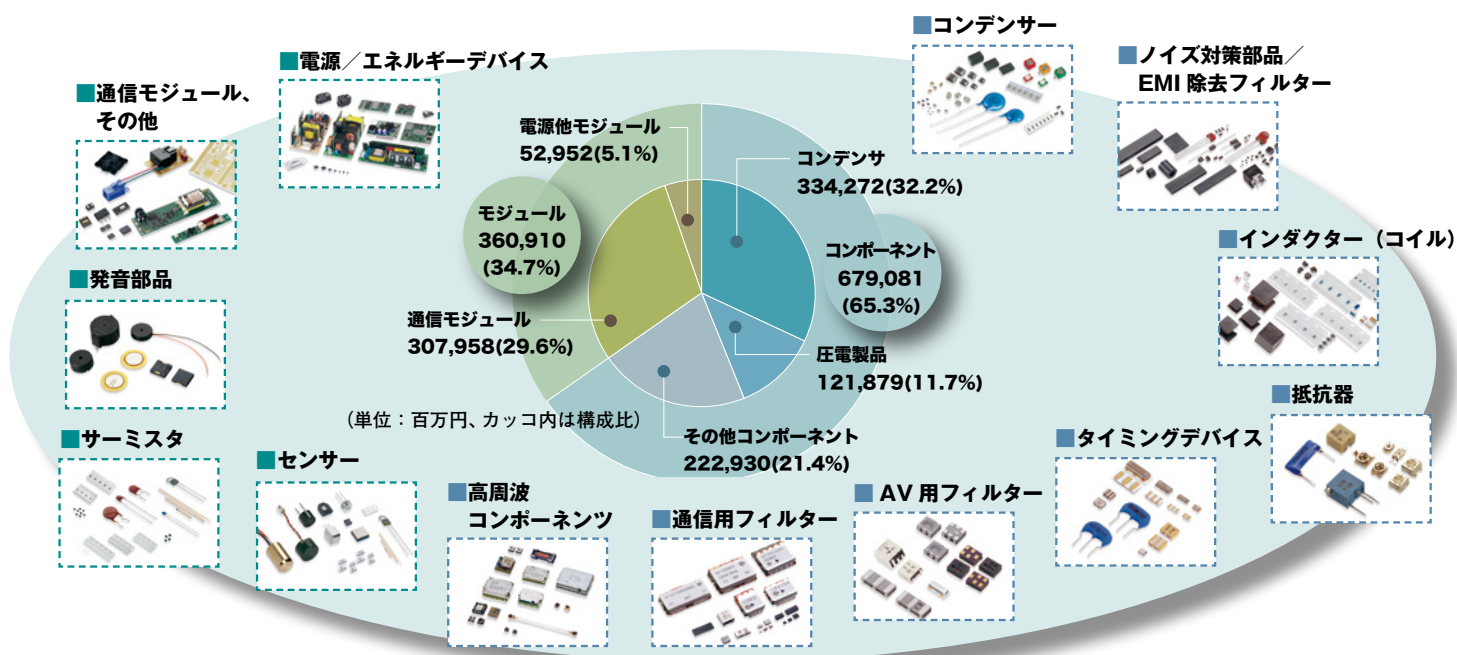 ■コンデンサー
■ノイズ対策部品／
EMI 除去フィルター
■電源／エネルギーデバイス
■通信モジュール、
その他
電源他モジュール
52,952(5.1%)
コンデンサ
334,272(32.2%)
モジュール
360,910
(34.7%)
コンポーネント
679,081
(65.3%)
■インダクター（コイル）
■発音部品
通信モジュール
307,958(29.6%)
圧電製品
121,879(11.7%)
（単位：百万円、カッコ内は構成比）
その他コンポーネント
222,930(21.4%)
■抵抗器
■サーミスタ
■センサー
■タイミングデバイス
■高周波
コンポーネンツ
■通信用フィルター
■AV 用フィルター